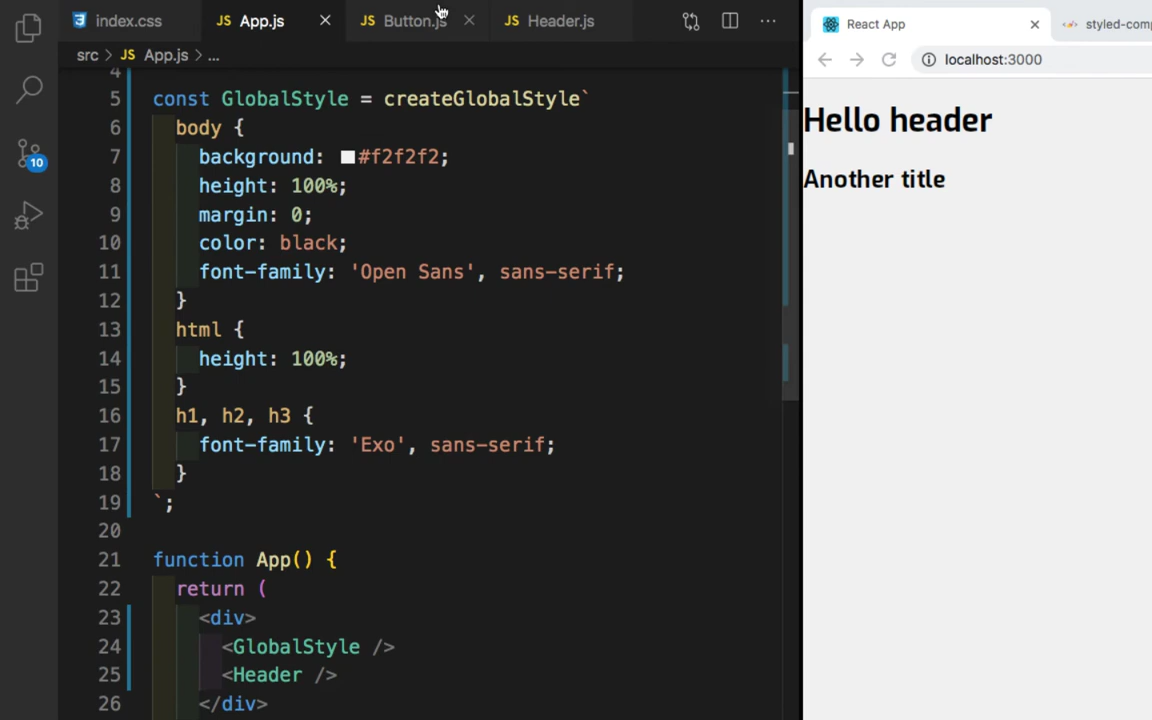 index.css
JS App.js
JS Button.js
JS Header.js
src > JS App.js > ...
10
4
5 const GlobalStyle = createGlobalStyle`
6 body {
7 background: #f2f2f2;
8 height: 100%;
9 margin: 0;
10 color: black;
11 font-family: 'Open Sans', sans-serif;
12 }
13 html {
14 height: 100%;
15 }
16 h1, h2, h3 {
17 font-family: 'Exo', sans-serif;
18 }
19 `;
20
21 function App() {
22 return (
23 <div>
24 <GlobalStyle />
25 <Header />
26 </div>
React App
styled-comp
localhost:3000
Hello header
Another title